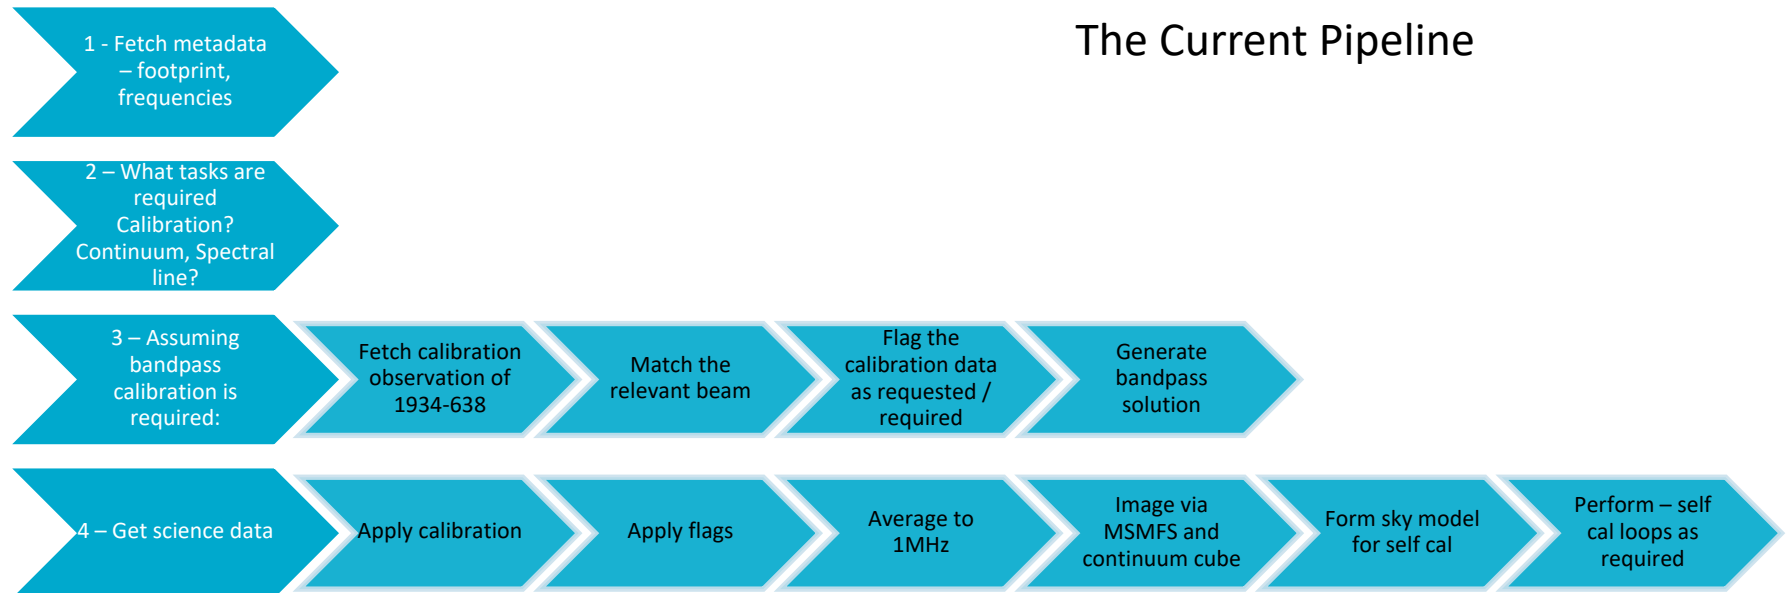 The Current Pipeline
1 - Fetch metadata
– footprint,
frequencies
2 – What tasks are
required
Calibration?
Continuum, Spectral
line?
3 – Assuming
bandpass
calibration is
required:
Fetch calibration
observation of
1934-638
Match the
relevant beam
Flag the
calibration data
as requested /
required
Generate
bandpass
solution
4 – Get science data
Apply calibration
Apply flags
Average to
1MHz
Image via
MSMFS and
continuum cube
Form sky model
for self cal
Perform – self
cal loops as
required